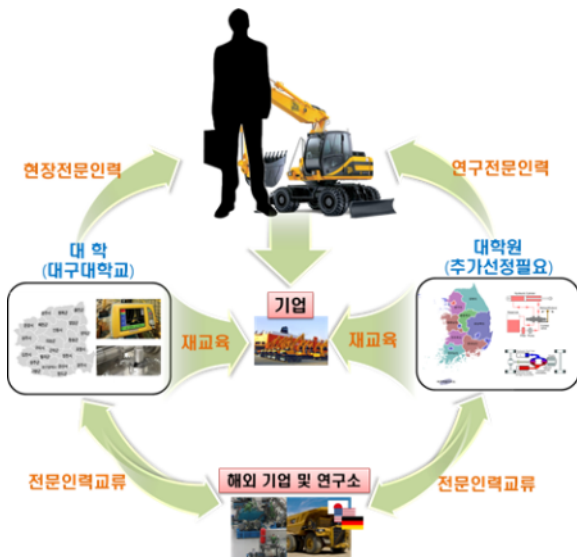 현장전문인력
연구전문인력
대 학
(대구대학교)
대학원
(추가선정필요)
기업
재교육
재교육
해외 기업 및 연구소
전문인력교류
전문인력교류